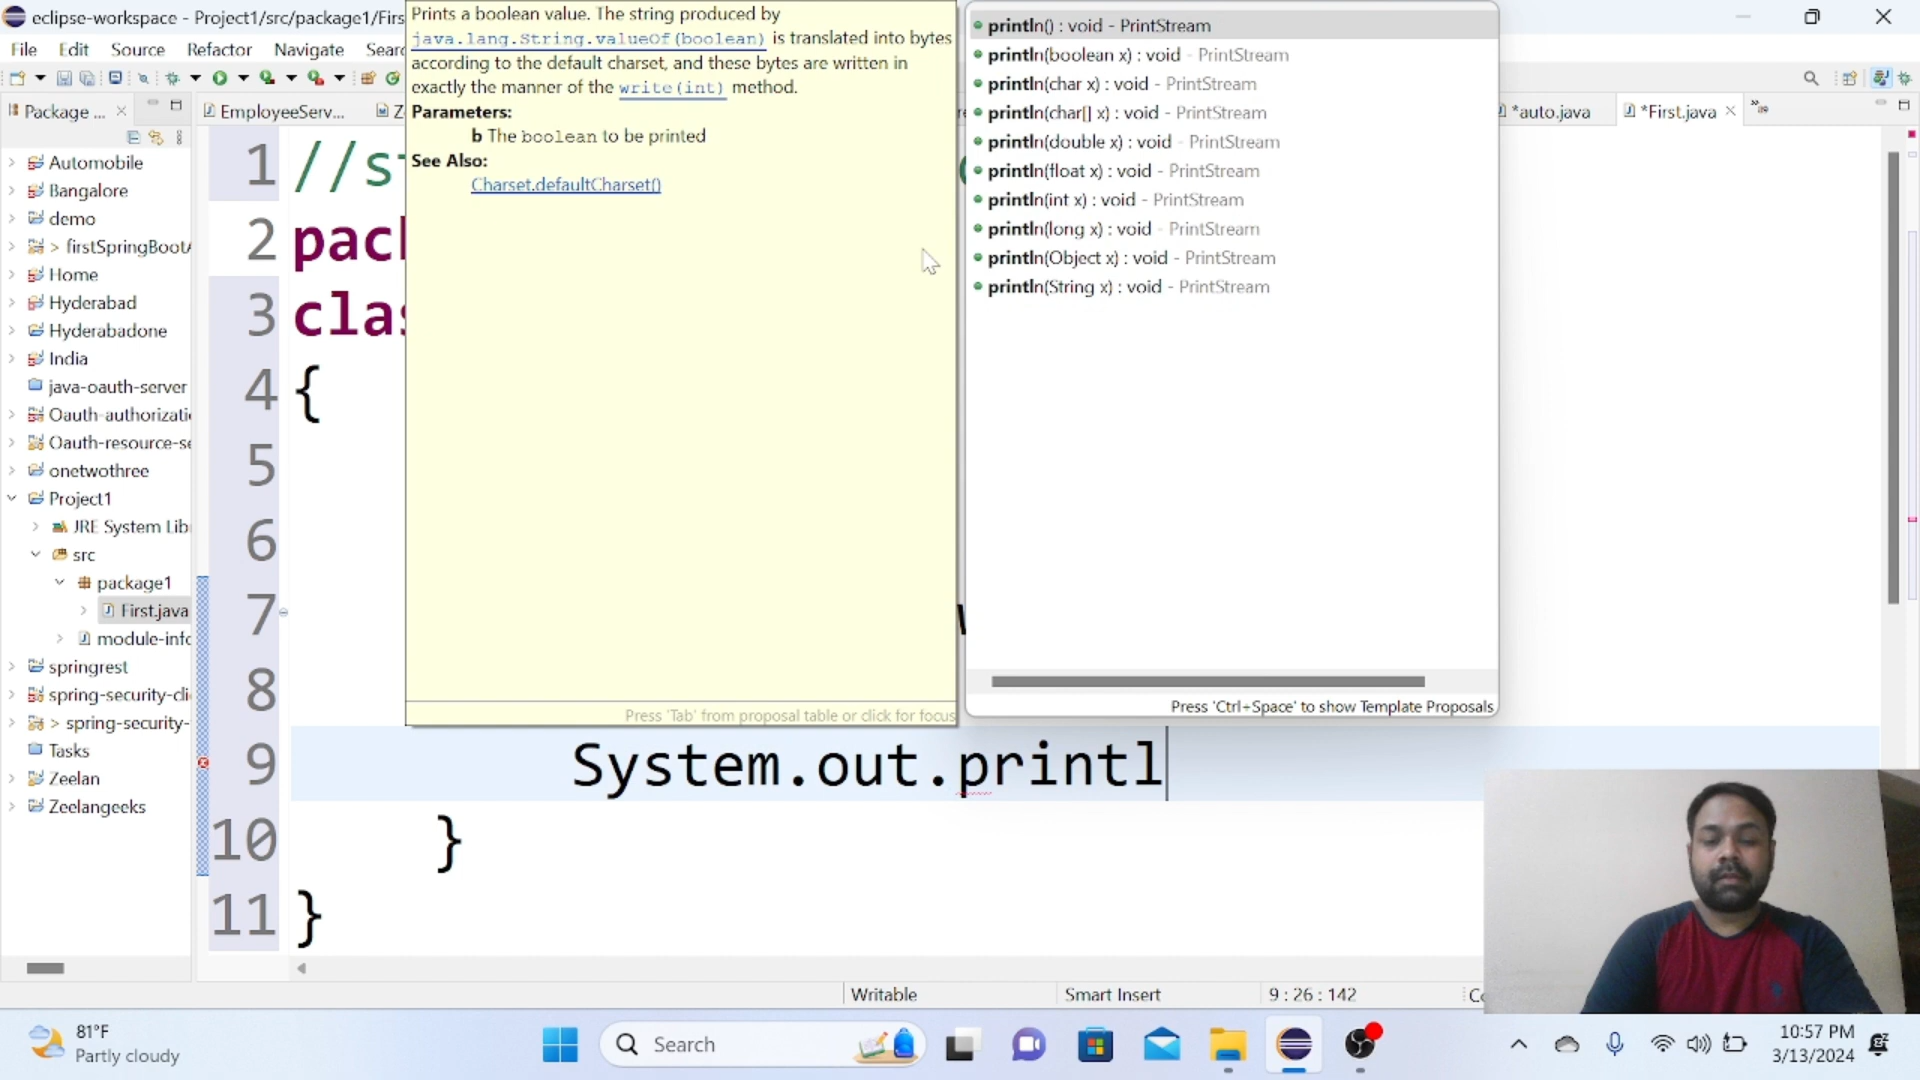 eclipse-workspace - Project1/src/package1/Firs
File Edit Source Refactor Navigate Searc
Package ...
EmployeeServ...
*auto.java
*First.java
Automobile
Bangalore
demo
> firstSpringBootA
Home
Hyderabad
Hyderabadone
India
java-oauth-server
Oauth-authorizatio
Oauth-resource-se
onetwothree
Project1
JRE System Lib
src
package1
First.java
module-info
springrest
spring-security-cli
> spring-security-
Tasks
Zeelan
Zeelangeeks
Prints a boolean value. The string produced by
java.lang.String.valueOf(boolean) is translated into bytes
according to the default charset, and these bytes are written in
exactly the manner of the write(int) method.
Parameters:
b The boolean to be printed
See Also:
Charset.defaultCharset()
Press 'Tab' from proposal table or click for focus
println() : void - PrintStream
println(boolean x) : void - PrintStream
println(char x) : void - PrintStream
println(char[] x) : void - PrintStream
println(double x) : void - PrintStream
println(float x) : void - PrintStream
println(int x) : void - PrintStream
println(long x) : void - PrintStream
println(Object x) : void - PrintStream
println(String x) : void - PrintStream
Press 'Ctrl+Space' to show Template Proposals
1 //s
2 pack
3 clas
4 {
5
6
7
8
9 System.out.printl
10 }
11 }
Writable Smart Insert 9 : 26 : 142
81°F
Partly cloudy
Search
10:57 PM
3/13/2024